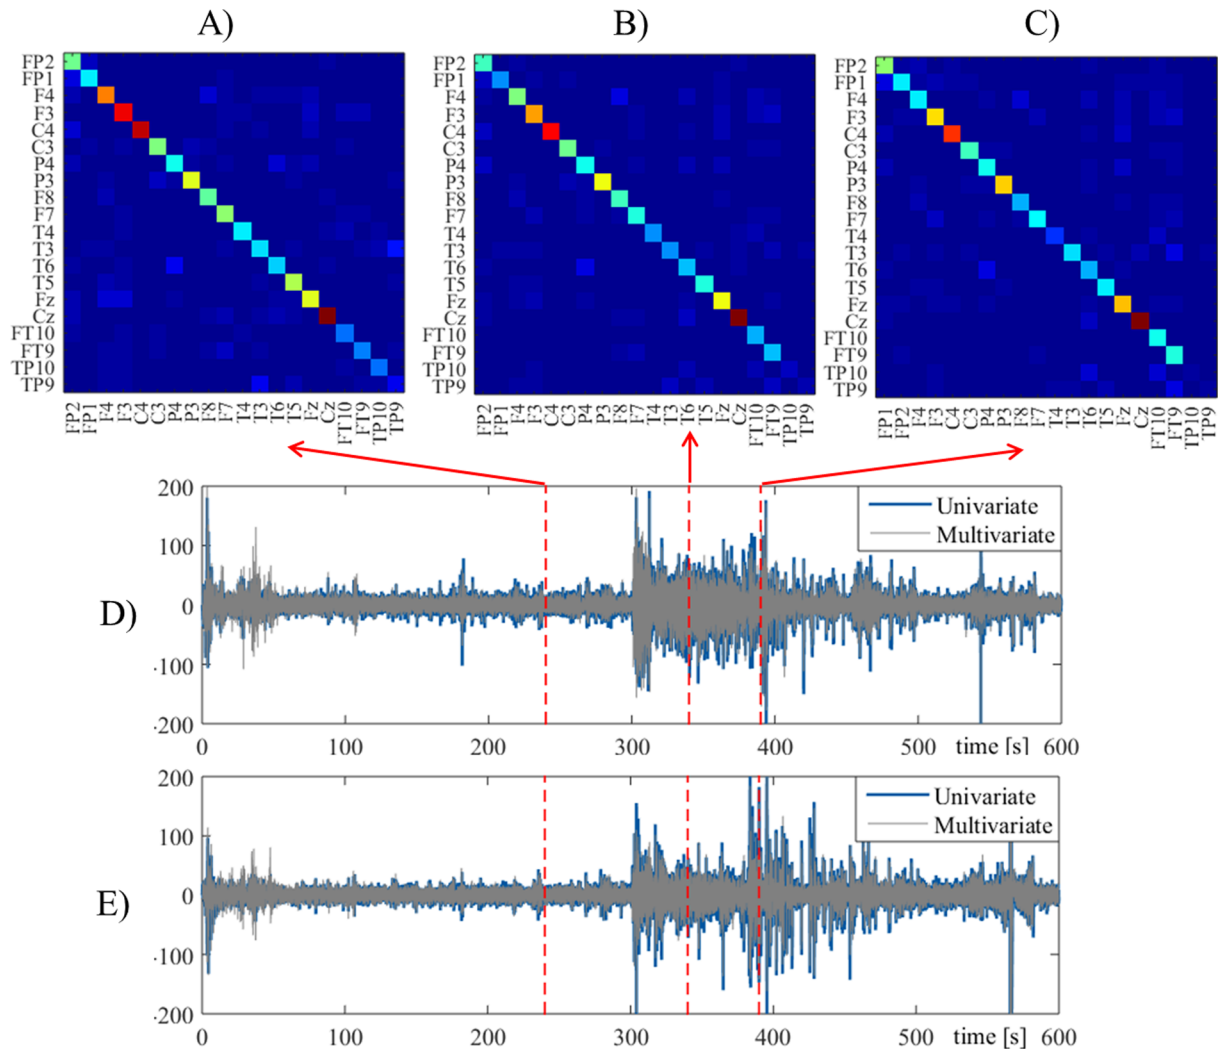 A)
B)
C)
FP2
FP1
F4
F3
C4
C3
P4
P3
F8
F7
T4
T3
T6
T5
Fz
Cz
FT10
FT9
TP10
TP9
FP2
FP1
F4
F3
C4
C3
P4
P3
F8
F7
T4
T3
T6
T5
Fz
Cz
FT10
FT9
TP10
TP9
FP2
FP1
F4
F3
C4
C3
P4
P3
F8
F7
T4
T3
T6
T5
Fz
Cz
FT10
FT9
TP10
TP9
FP2 FP1 F4 F3 C4 C3 P4 P3 F8 F7 T4 T3 T6 T5 Fz Cz FT10 FT9 TP10 TP9
FP2 FP1 F4 F3 C4 C3 P4 P3 F8 F7 T4 T3 T6 T5 Fz Cz FT10 FT9 TP10 TP9
FP1 FP2 F4 F3 C4 C3 P4 P3 F8 F7 T4 T3 T6 T5 Fz Cz FT10 FT9 TP10 TP9
D)
200
100
0
-100
-200
Univariate
Multivariate
0 100 200 300 400 500 time [s] 600
E)
200
100
0
-100
-200
Univariate
Multivariate
0 100 200 300 400 500 time [s] 600